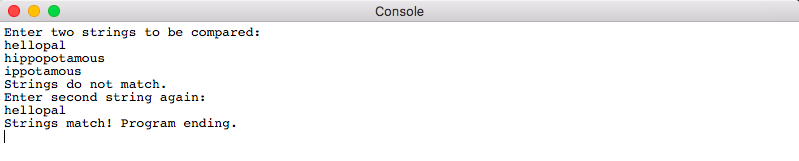 Console
Enter two strings to be compared:
hellopal
hippopotamous
ippotamous
Strings do not match.
Enter second string again:
hellopal
Strings match! Program ending.